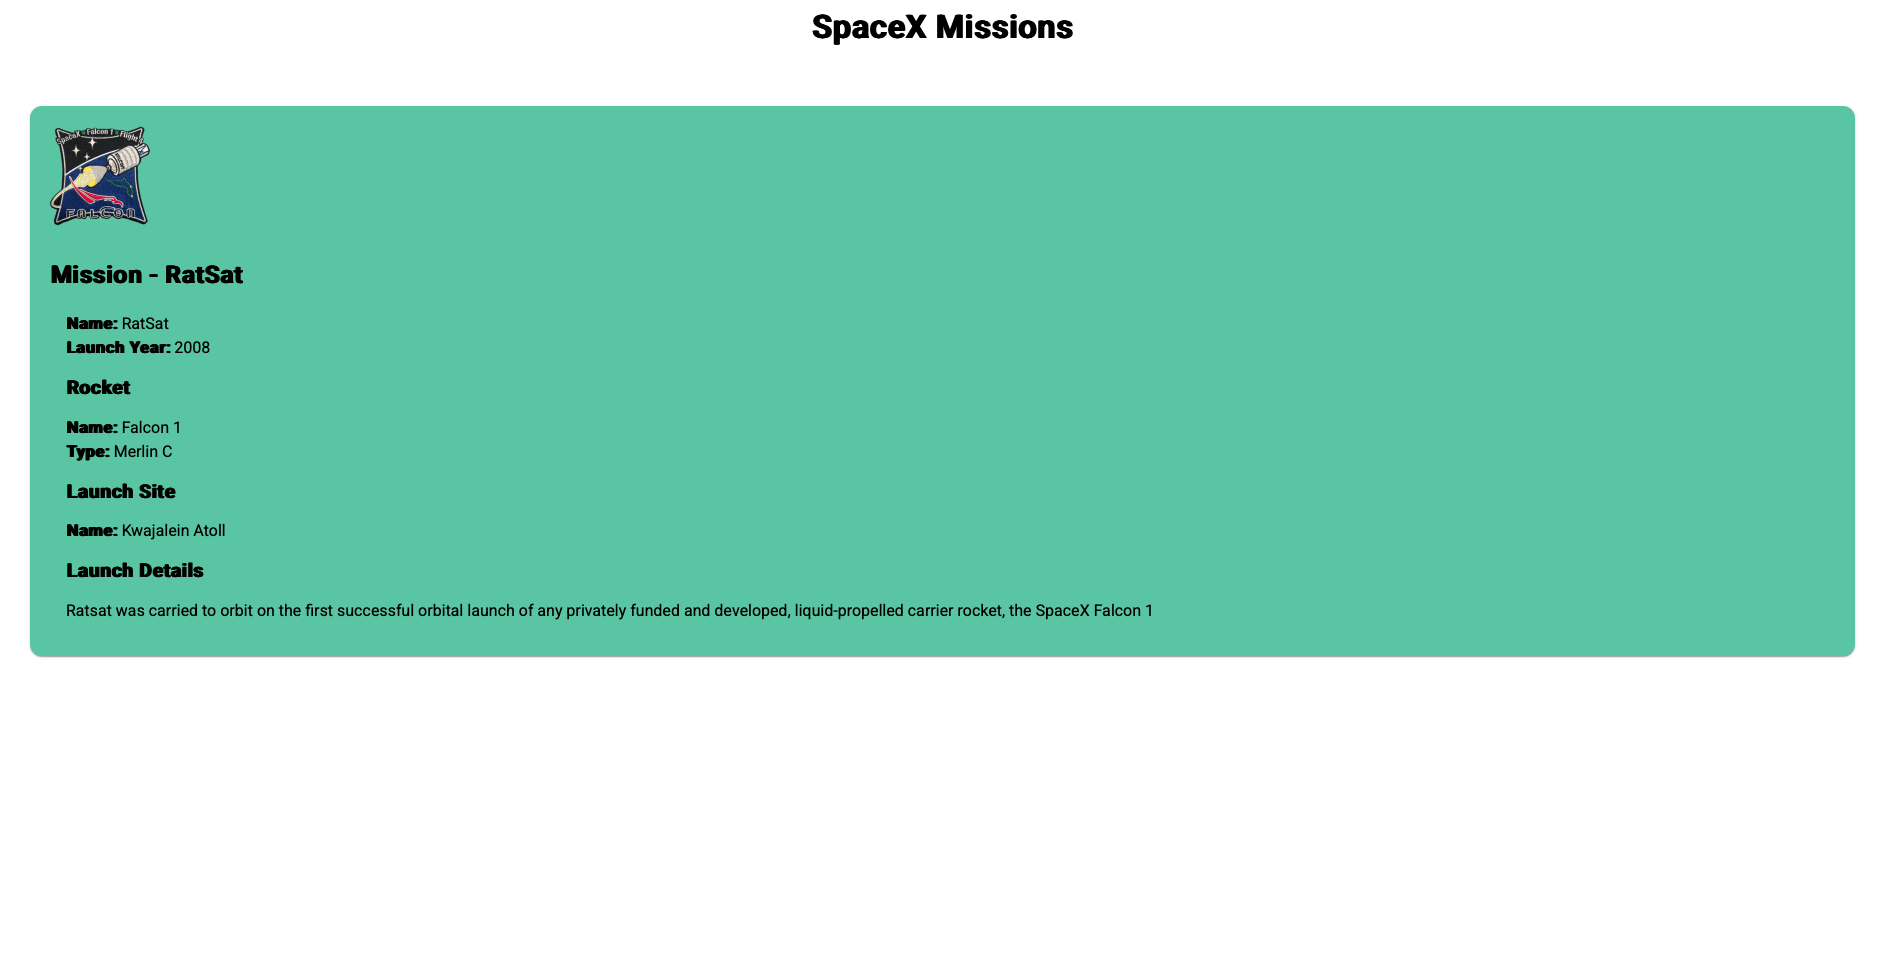 SpaceX Missions
SpaceX Falcon 1 Flight
FALCON
Mission - RatSat
Name: RatSat
Launch Year: 2008
Rocket
Name: Falcon 1
Type: Merlin C
Launch Site
Name: Kwajalein Atoll
Launch Details
Ratsat was carried to orbit on the first successful orbital launch of any privately funded and developed, liquid-propelled carrier rocket, the SpaceX Falcon 1